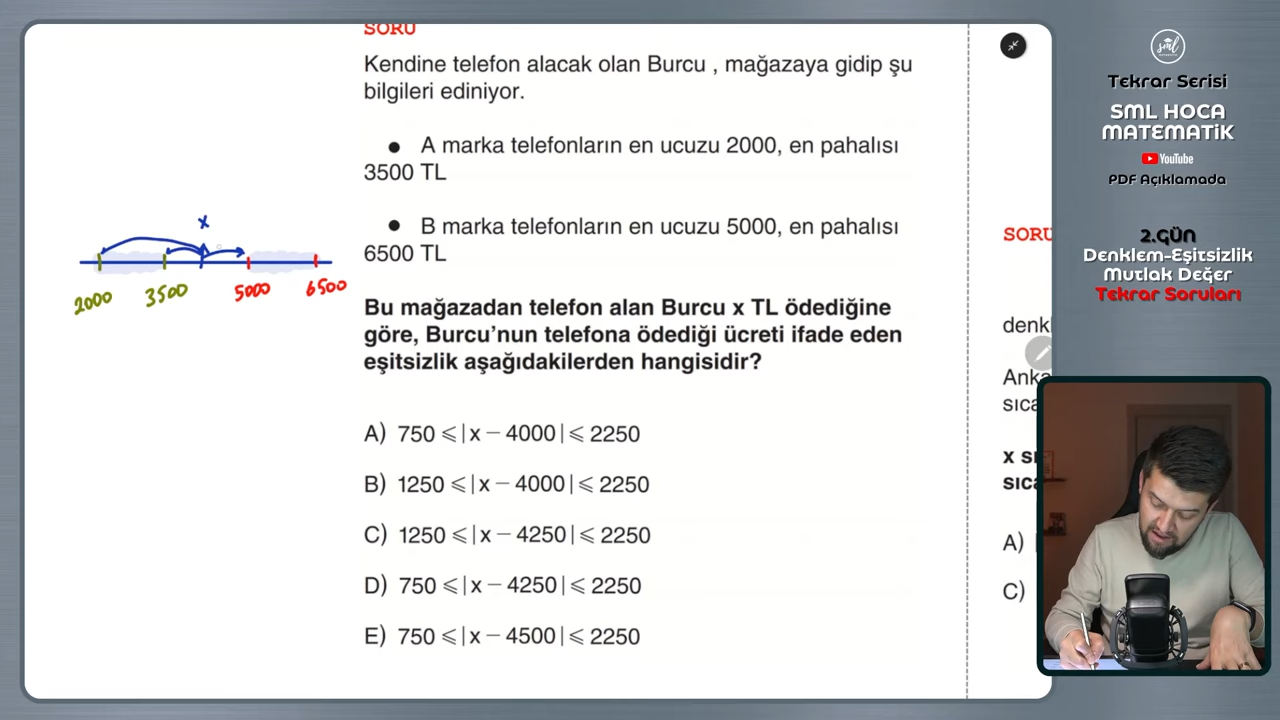 SORU
Kendine telefon alacak olan Burcu , mağazaya gidip şu
bilgileri ediniyor.
● A marka telefonların en ucuzu 2000, en pahalısı
3500 TL
● B marka telefonların en ucuzu 5000, en pahalısı
6500 TL
x
2000 3500 5000 6500
Bu mağazadan telefon alan Burcu x TL ödediğine
göre, Burcu'nun telefona ödediği ücreti ifade eden
eşitsizlik aşağıdakilerden hangisidir?
A) 750 ⩽|x − 4000|⩽ 2250
B) 1250 ⩽|x − 4000|⩽ 2250
C) 1250 ⩽|x − 4250|⩽ 2250
D) 750 ⩽|x − 4250|⩽ 2250
E) 750 ⩽|x − 4500|⩽ 2250
SORU
denkl
Anka
sıca
x sı
sıca
A)
C)
sml
Tekrar Serisi
SML HOCA
MATEMATİK
YouTube
PDF Açıklamada
2.GÜN
Denklem-Eşitsizlik
Mutlak Değer
Tekrar Soruları